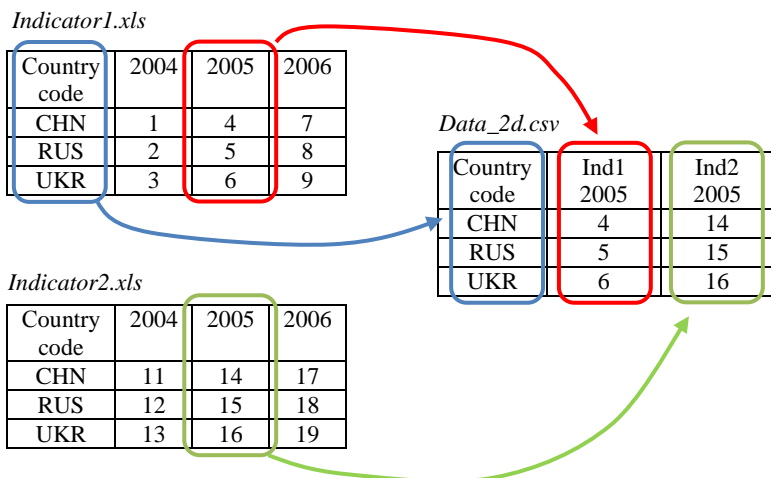 Indicator1.xls
Country code 2004 2005 2006
CHN 1 4 7
RUS 2 5 8
UKR 3 6 9
Data_2d.csv
Country code Ind1 2005 Ind2 2005
CHN 4 14
RUS 5 15
UKR 6 16
Indicator2.xls
Country code 2004 2005 2006
CHN 11 14 17
RUS 12 15 18
UKR 13 16 19